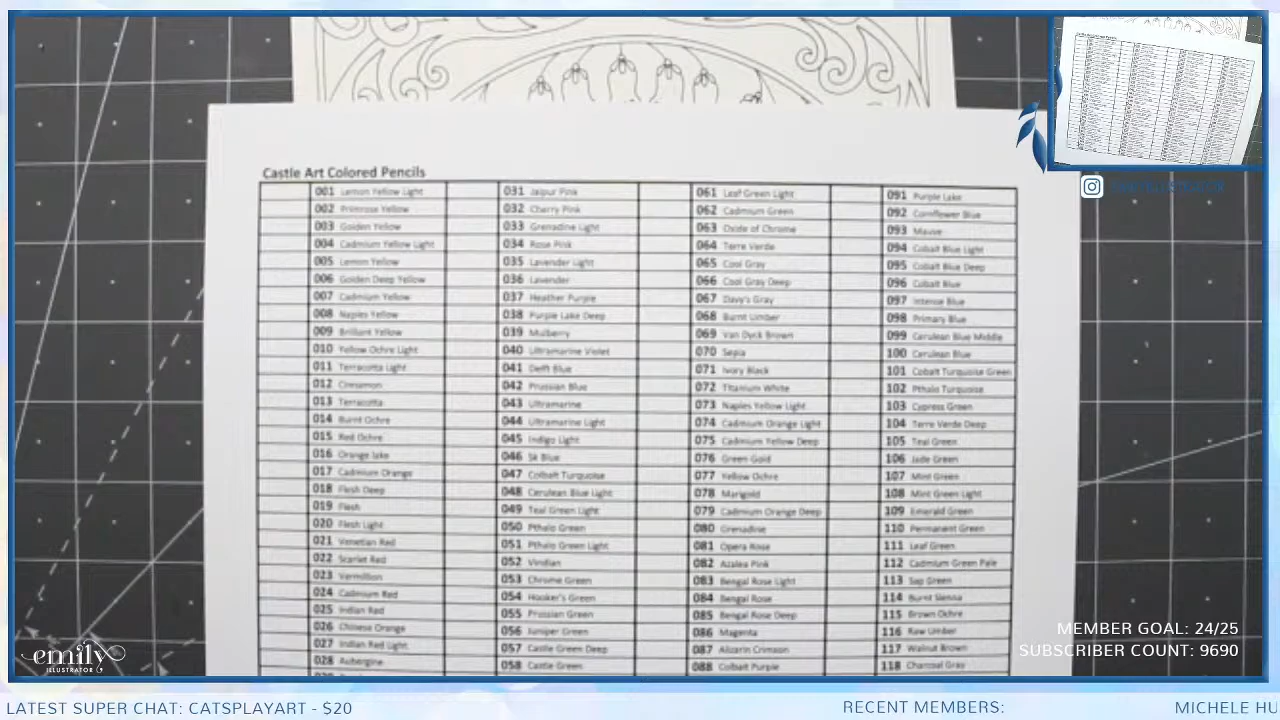 Castle Art Colored Pencils
001 Lemon Yellow Light
002 Primrose Yellow
003 Golden Yellow
004 Cadmium Yellow Light
005 Lemon Yellow
006 Golden Deep Yellow
007 Cadmium Yellow
008 Naples Yellow
009 Brilliant Yellow
010 Yellow Ochre Light
011 Terracotta Light
012 Cinnamon
013 Terracotta
014 Burnt Ochre
015 Red Ochre
016 Orange lake
017 Cadmium Orange
018 Flesh Deep
019 Flesh
020 Flesh Light
021 Venetian Red
022 Scarlet Red
023 Vermillion
024 Cadmium Red
025 Indian Red
026 Chinese Orange
027 Indian Red Light
028 Aubergine
031 Jaipur Pink
032 Cherry Pink
033 Grenadine Light
034 Rose Pink
035 Lavender Light
036 Lavender
037 Heather Purple
038 Purple Lake Deep
039 Mulberry
040 Ultramarine Violet
041 Delft Blue
042 Prussian Blue
043 Ultramarine
044 Ultramarine Light
045 Indigo Light
046 Sk Blue
047 Colbalt Turquoise
048 Cerulean Blue Light
049 Teal Green Light
050 Pthalo Green
051 Pthalo Green Light
052 Viridian
053 Chrome Green
054 Hooker's Green
055 Prussian Green
056 Juniper Green
057 Castle Green Deep
058 Castle Green
061 Leaf Green Light
062 Cadmium Green
063 Oxide of Chrome
064 Terre Verde
065 Cool Gray
066 Cool Gray Deep
067 Davy's Gray
068 Burnt Umber
069 Van Dyck Brown
070 Sepia
071 Ivory Black
072 Titanium White
073 Naples Yellow Light
074 Cadmium Orange Light
075 Cadmium Yellow Deep
076 Green Gold
077 Yellow Ochre
078 Marigold
079 Cadmium Orange Deep
080 Grenadine
081 Opera Rose
082 Azalea Pink
083 Bengal Rose Light
084 Bengal Rose
085 Bengal Rose Deep
086 Magenta
087 Alizarin Crimson
088 Colbalt Purple
091 Purple Lake
092 Cornflower Blue
093 Mauve
094 Cobalt Blue Light
095 Cobalt Blue Deep
096 Cobalt Blue
097 Intense Blue
098 Primary Blue
099 Cerulean Blue Middle
100 Cerulean Blue
101 Cobalt Turquoise Green
102 Pthalo Turquoise
103 Cypress Green
104 Terre Verde Deep
105 Teal Green
106 Jade Green
107 Mint Green
108 Mint Green Light
109 Emerald Green
110 Permanent Green
111 Leaf Green
112 Cadmium Green Pale
113 Sap Green
114 Burnt Sienna
115 Brown Ochre
116 Raw Umber
117 Walnut Brown
118 Charcoal Gray
emily
ILLUSTRATOR
MEMBER GOAL: 24/25
SUBSCRIBER COUNT: 9690
LATEST SUPER CHAT: CATSPLAYART - $20
RECENT MEMBERS:
MICHELE HU